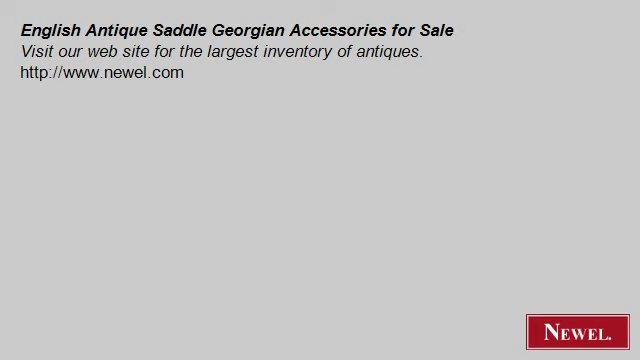 English Antique Saddle Georgian Accessories for Sale
Visit our web site for the largest inventory of antiques.
http://www.newel.com
NEWEL.